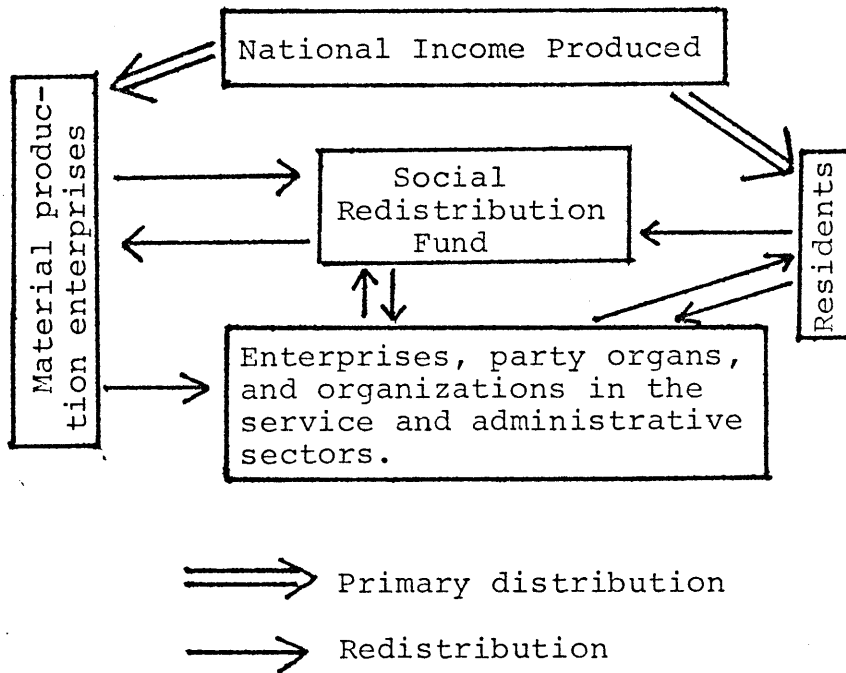 National Income Produced
Material produc-
tion enterprises
Social
Redistribution
Fund
Residents
Enterprises, party organs,
and organizations in the
service and administrative
sectors.
Primary distribution
Redistribution